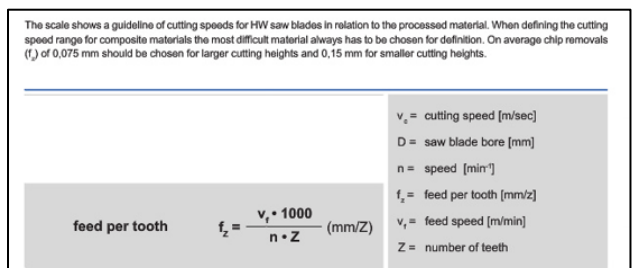 The scale shows a guideline of cutting speeds for HW saw blades in relation to the processed material. When defining the cutting
speed range for composite materials the most difficult material always has to be chosen for definition. On average chip removals
(fz) of 0,075 mm should be chosen for larger cutting heights and 0,15 mm for smaller cutting heights.
vs = cutting speed [m/sec]
D = saw blade bore [mm]
n = speed [min-1]
fz = feed per tooth [mm/z]
vf = feed speed [m/min]
Z = number of teeth
feed per tooth fz = vf • 1000 / n • Z (mm/Z)